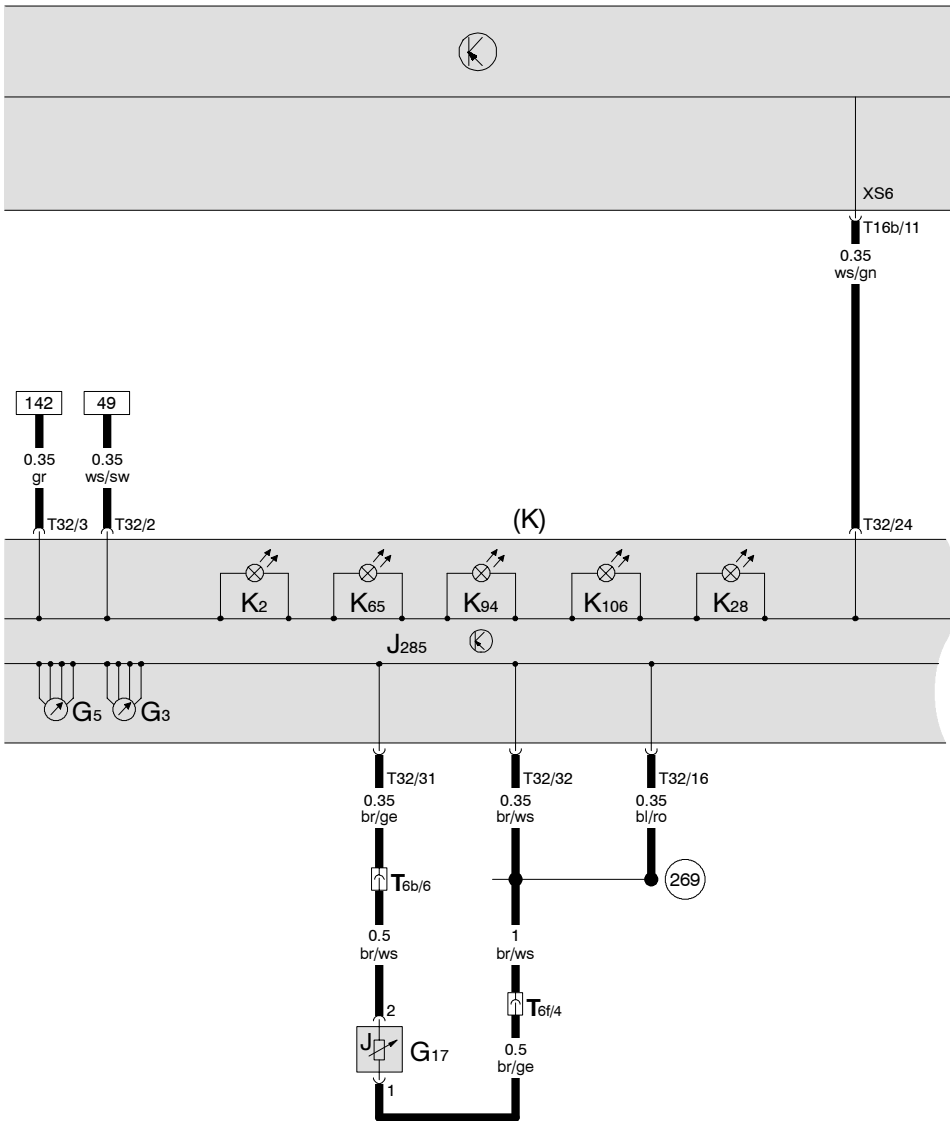 XS6
T16b/11
0.35
ws/gn
142 49
0.35 0.35
gr ws/sw
T32/3 T32/2 (K) T32/24
K2 K65 K94 K106 K28
J285
G5 G3
T32/31 T32/32 T32/16
0.35 0.35 0.35
br/ge br/ws bl/ro
T6b/6 269
0.5 1
br/ws br/ws
2 T6f/4
J G17
0.5
br/ge
1